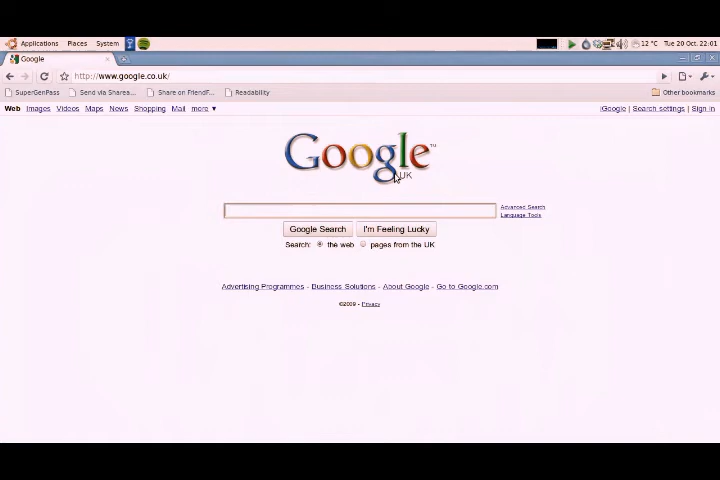 Applications Places System 12 °C Tue 20 Oct. 22:01
Google
http://www.google.co.uk/
SuperGenPass Send via Sharea... Share on FriendF... Readability Other bookmarks
Web Images Videos Maps News Shopping Mail more ▼ iGoogle | Search settings | Sign in
Google™
UK
Advanced Search
Language Tools
Google Search I'm Feeling Lucky
Search: the web pages from the UK
Advertising Programmes - Business Solutions - About Google - Go to Google.com
©2009 - Privacy